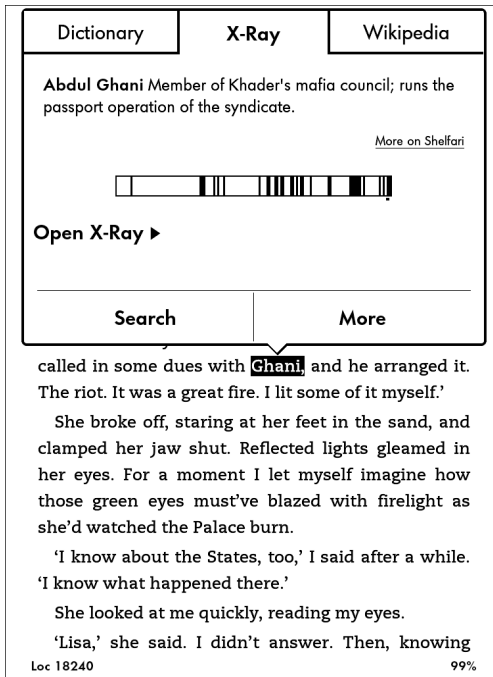 Dictionary
X-Ray
Wikipedia
Abdul Ghani Member of Khader's mafia council; runs the
passport operation of the syndicate.
More on Shelfari
Open X-Ray ▶
Search
More
called in some dues with Ghani, and he arranged it.
The riot. It was a great fire. I lit some of it myself.’
She broke off, staring at her feet in the sand, and
clamped her jaw shut. Reflected lights gleamed in
her eyes. For a moment I let myself imagine how
those green eyes must’ve blazed with firelight as
she’d watched the Palace burn.
‘I know about the States, too,’ I said after a while.
‘I know what happened there.’
She looked at me quickly, reading my eyes.
‘Lisa,’ she said. I didn’t answer. Then, knowing
Loc 18240
99%